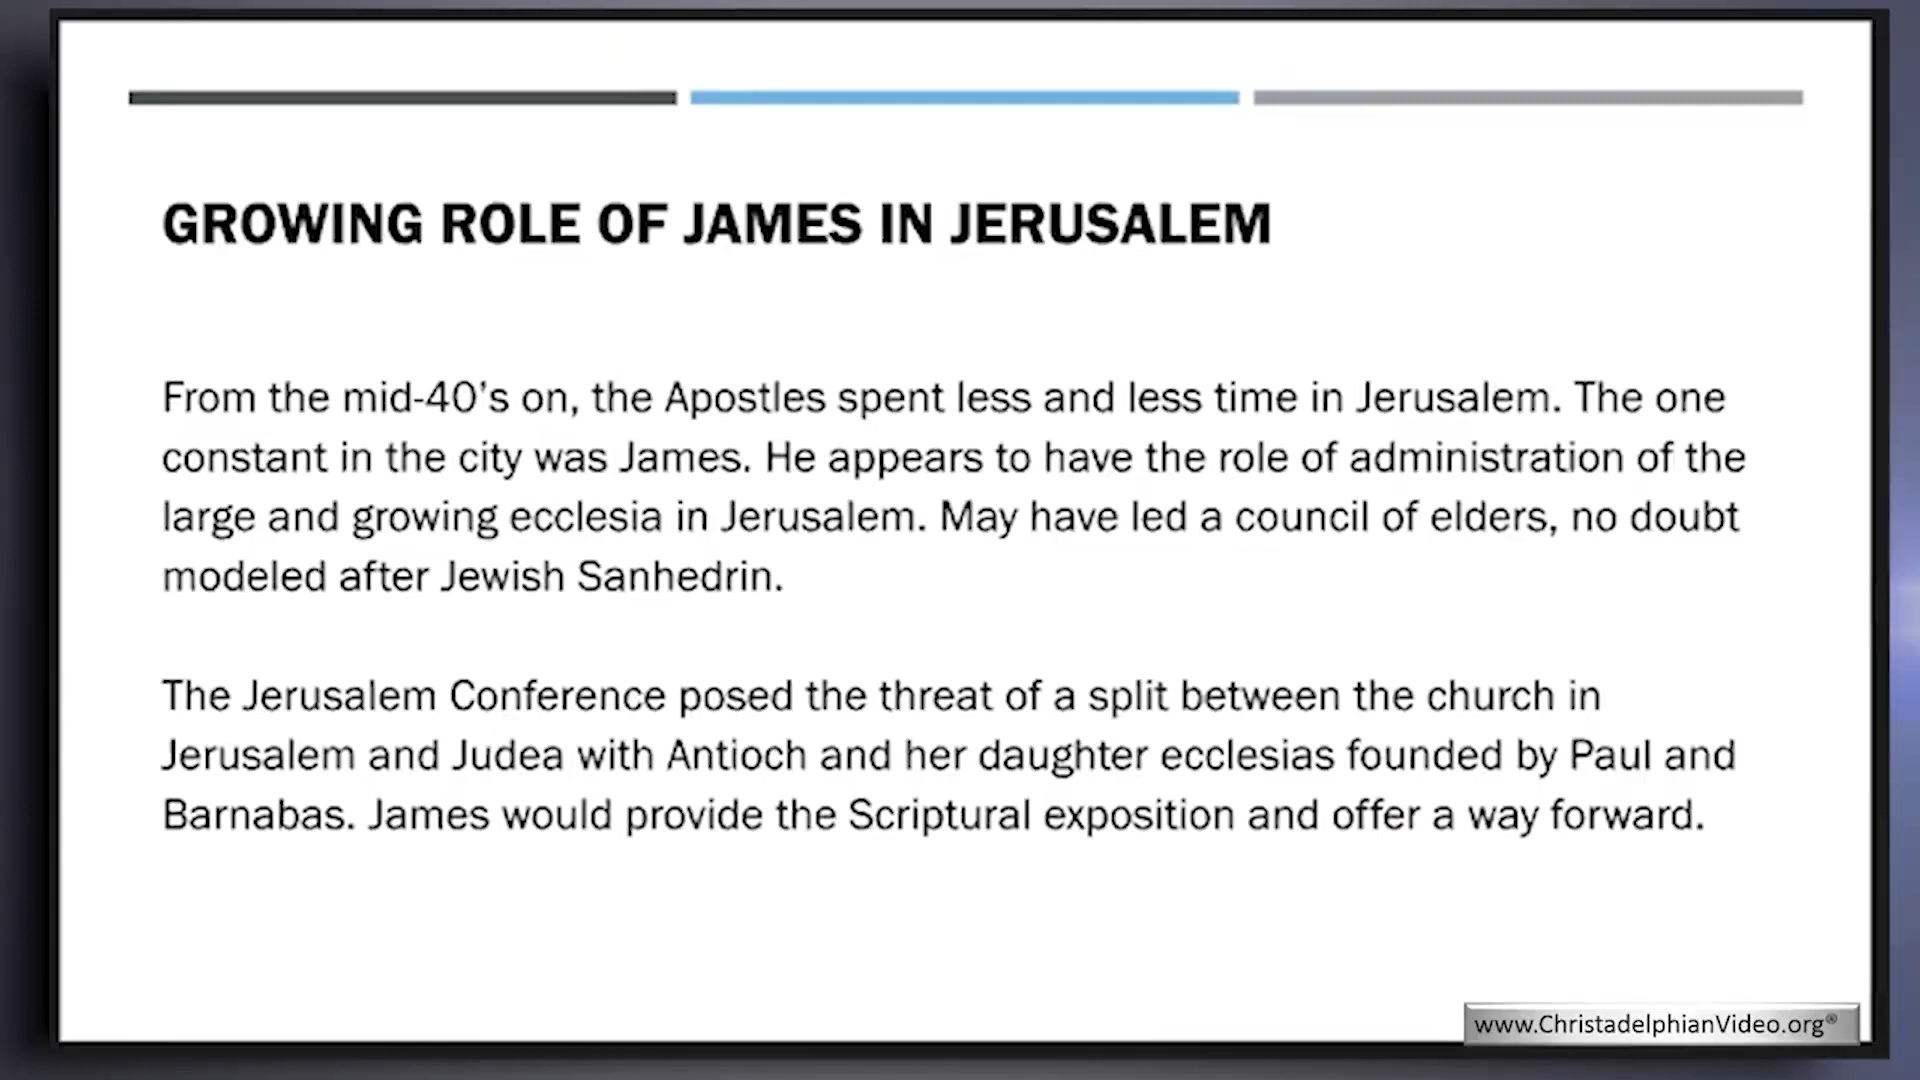 GROWING ROLE OF JAMES IN JERUSALEM
From the mid-40's on, the Apostles spent less and less time in Jerusalem. The one
constant in the city was James. He appears to have the role of administration of the
large and growing ecclesia in Jerusalem. May have led a council of elders, no doubt
modeled after Jewish Sanhedrin.
The Jerusalem Conference posed the threat of a split between the church in
Jerusalem and Judea with Antioch and her daughter ecclesias founded by Paul and
Barnabas. James would provide the Scriptural exposition and offer a way forward.
www.ChristadelphianVideo.org®